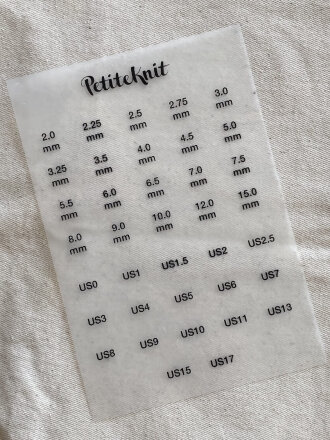 PetiteKnit
2.0 mm 2.25 mm 2.5 mm 2.75 mm 3.0 mm
3.25 mm 3.5 mm 4.0 mm 4.5 mm 5.0 mm
5.5 mm 6.0 mm 6.5 mm 7.0 mm 7.5 mm
8.0 mm 9.0 mm 10.0 mm 12.0 mm 15.0 mm
US0 US1 US1.5 US2 US2.5
US3 US4 US5 US6 US7
US8 US9 US10 US11 US13
US15 US17